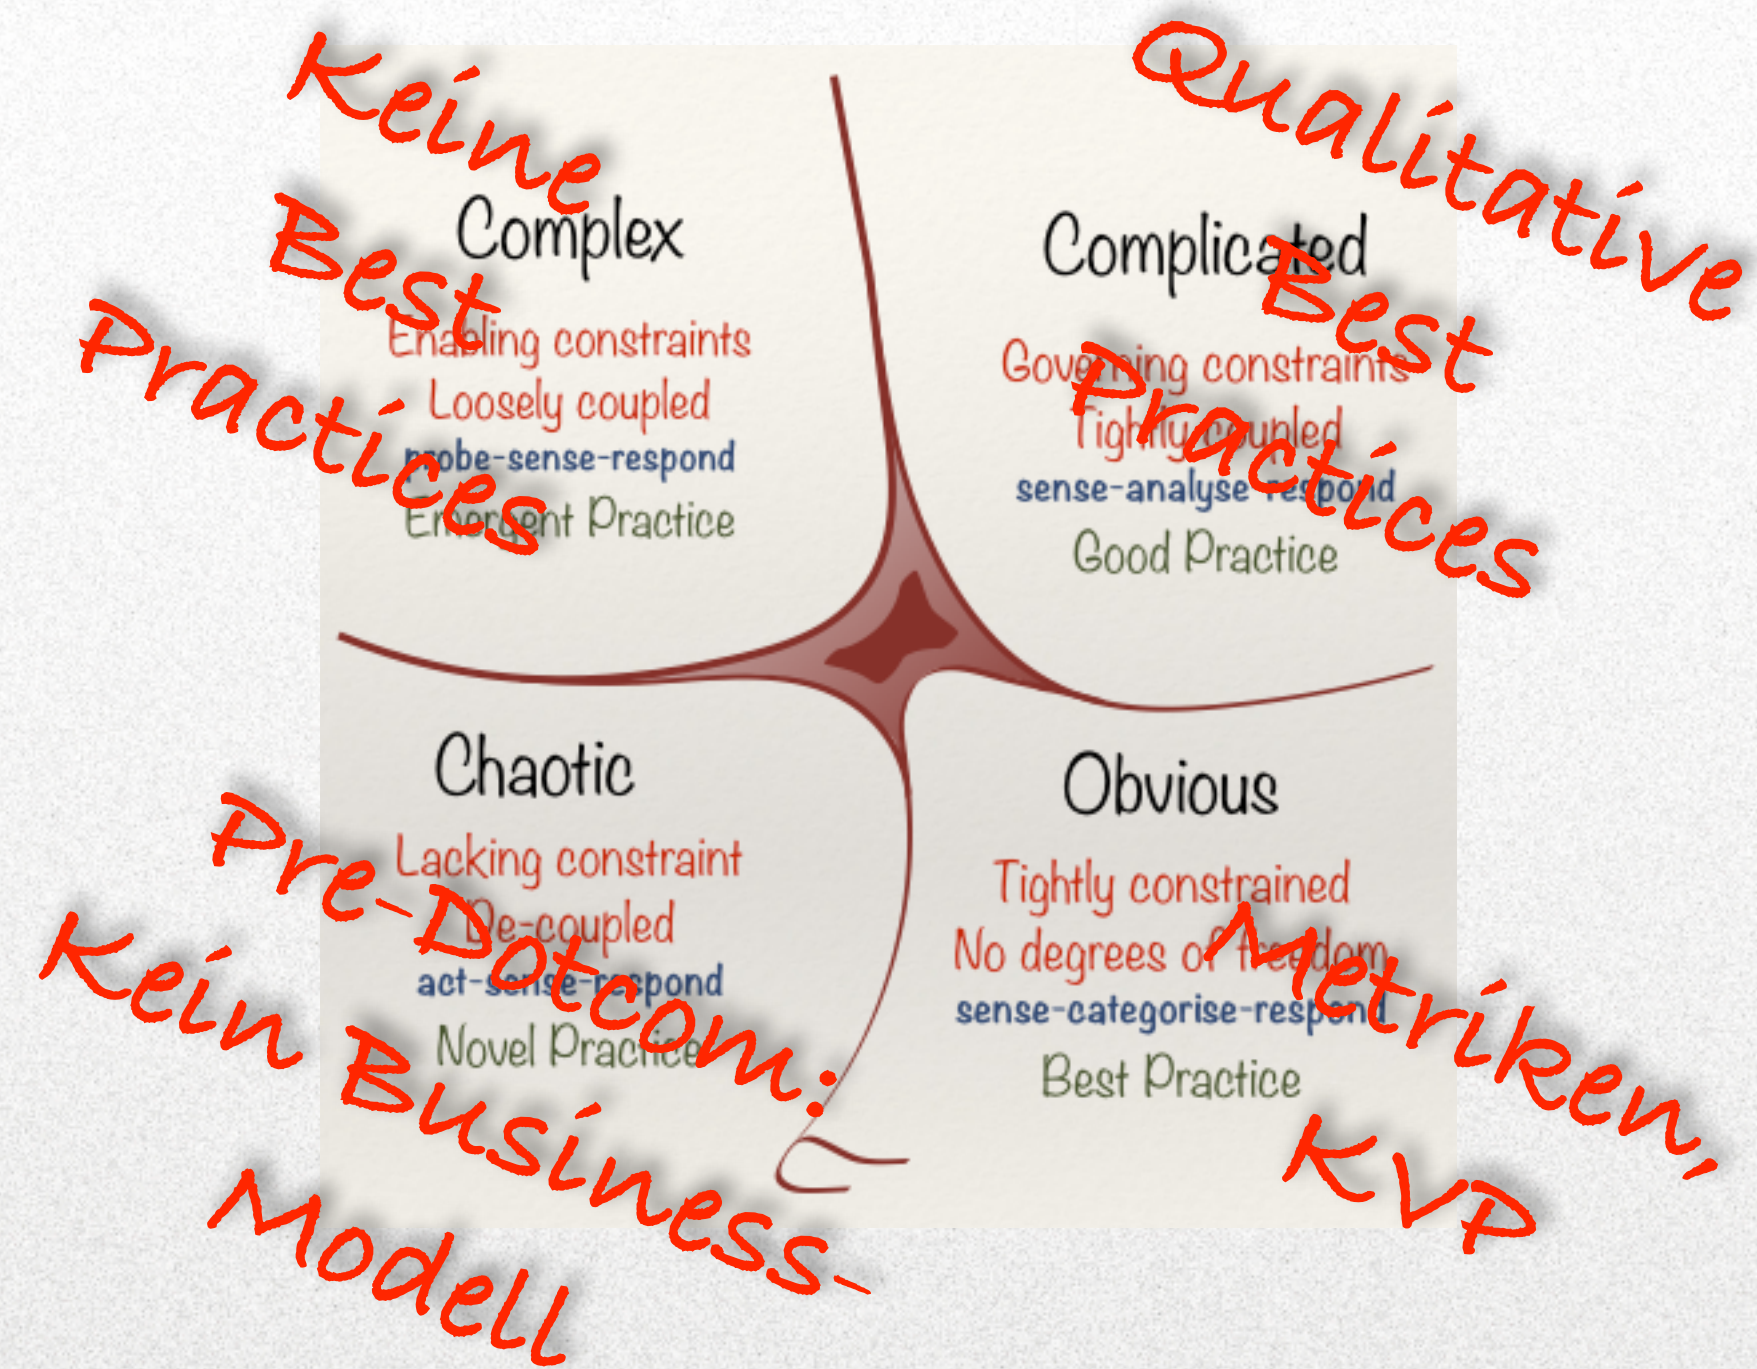 Keine
Best
Practices
Complex
Enabling constraints
Loosely coupled
probe-sense-respond
Emergent Practice
Qualitative
Best
Practices
Complicated
Governing constraints
Tightly coupled
sense-analyse-respond
Good Practice
Pre-Dotcom:
Kein Business-
Modell
Chaotic
Lacking constraint
De-coupled
act-sense-respond
Novel Practice
Obvious
Tightly constrained
No degrees of freedom
sense-categorise-respond
Best Practice
Metriken,
KVP